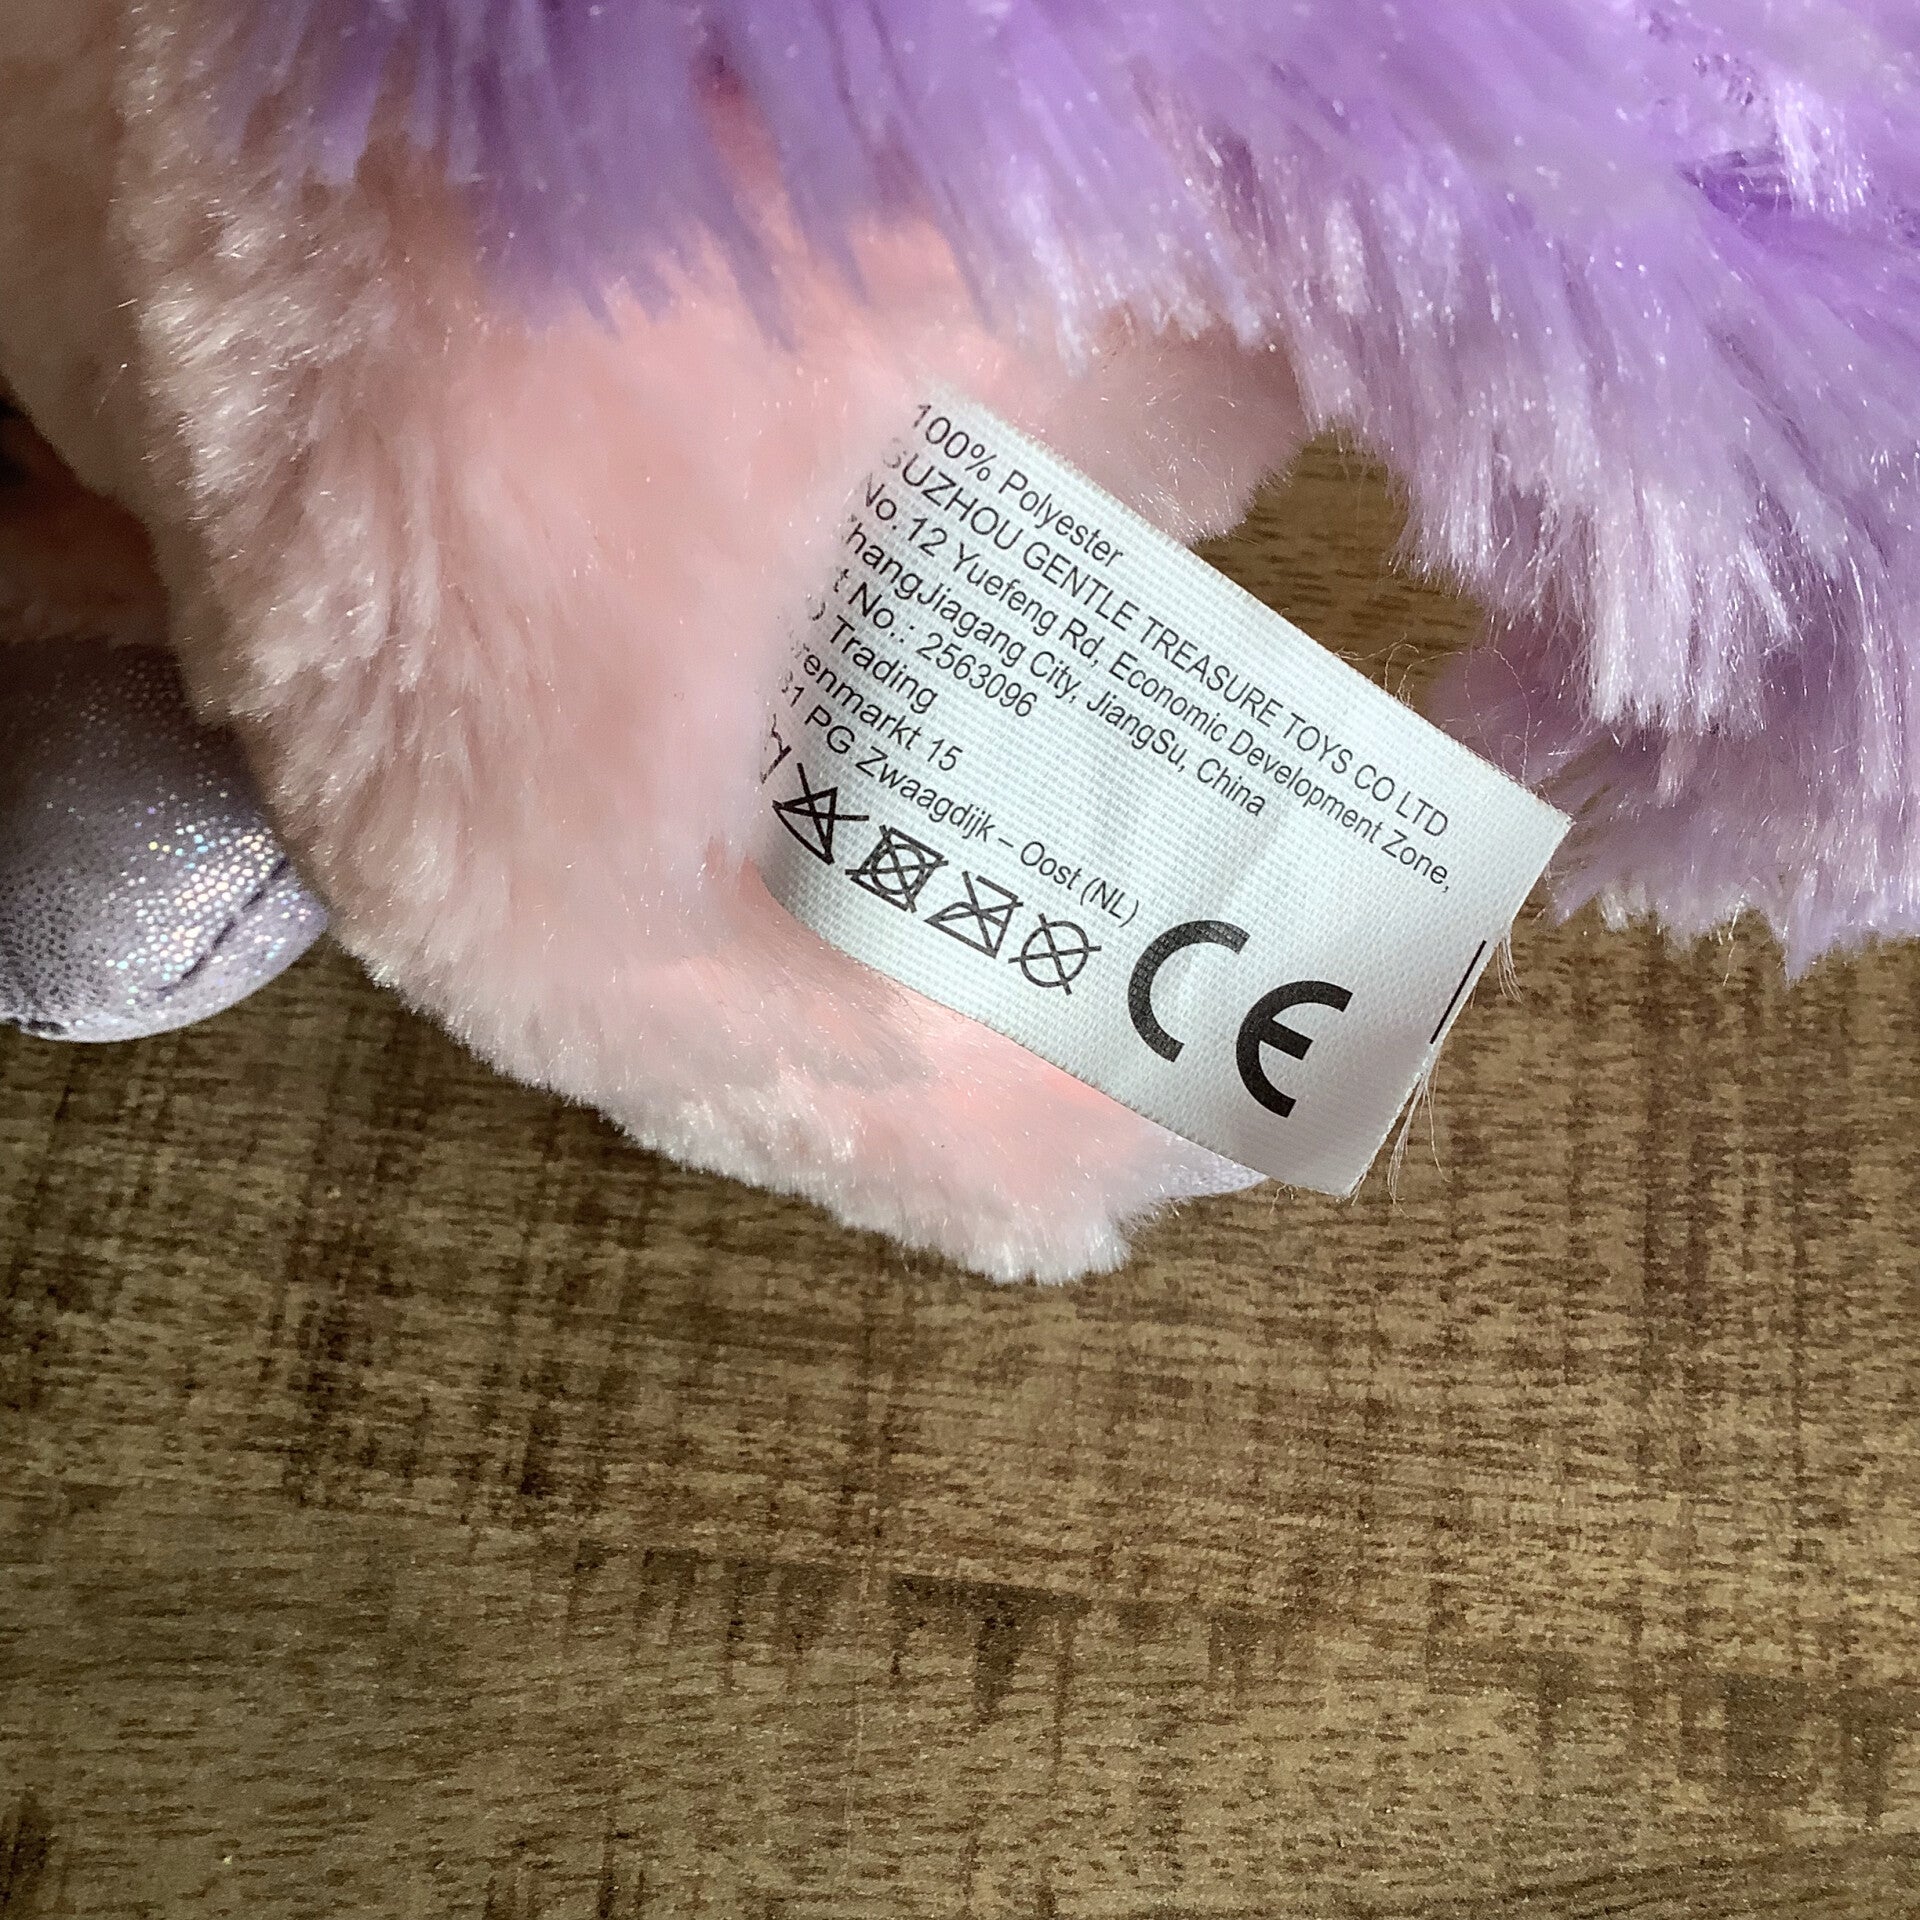 100% Polyester
SUZHOU GENTLE TREASURE TOYS CO LTD
No. 12 Yuefeng Rd, Economic Development Zone,
ZhangJiagang City, JiangSu, China
No.: 2563096
Trading
15
PG Zwaagdijk – Oost (NL)
CE